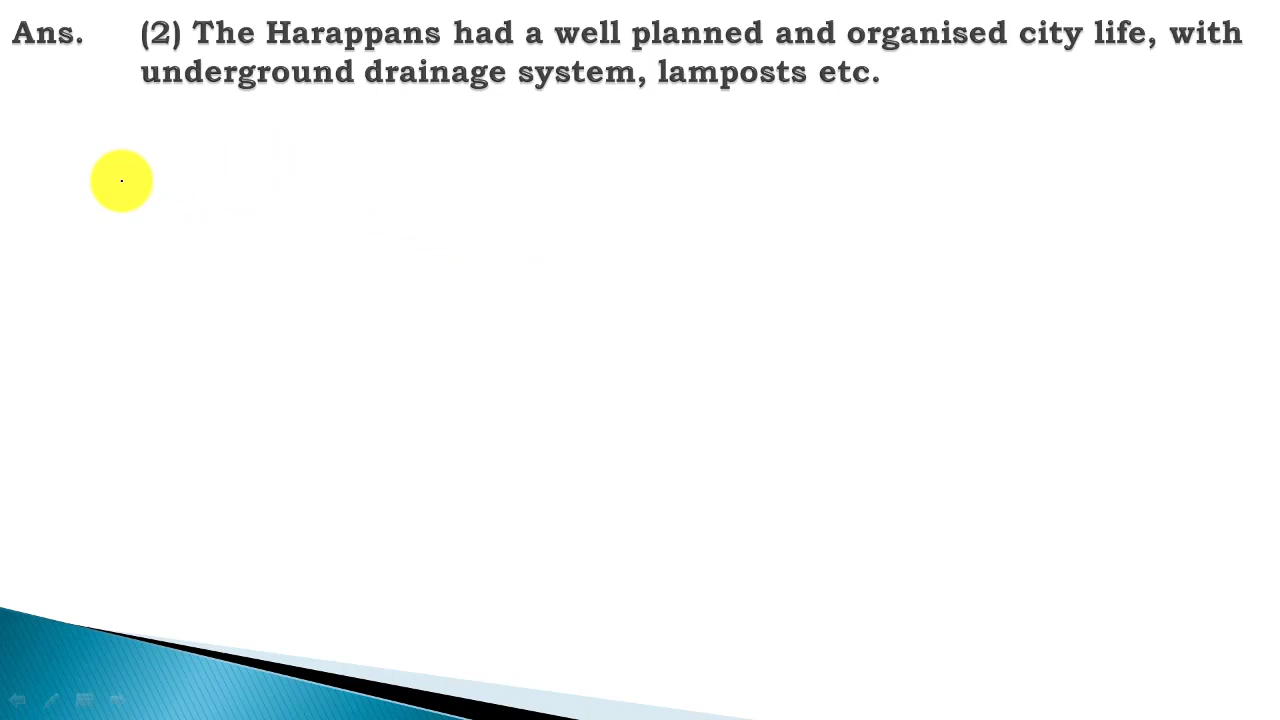 Ans. (2) The Harappans had a well planned and organised city life, with
underground drainage system, lamposts etc.